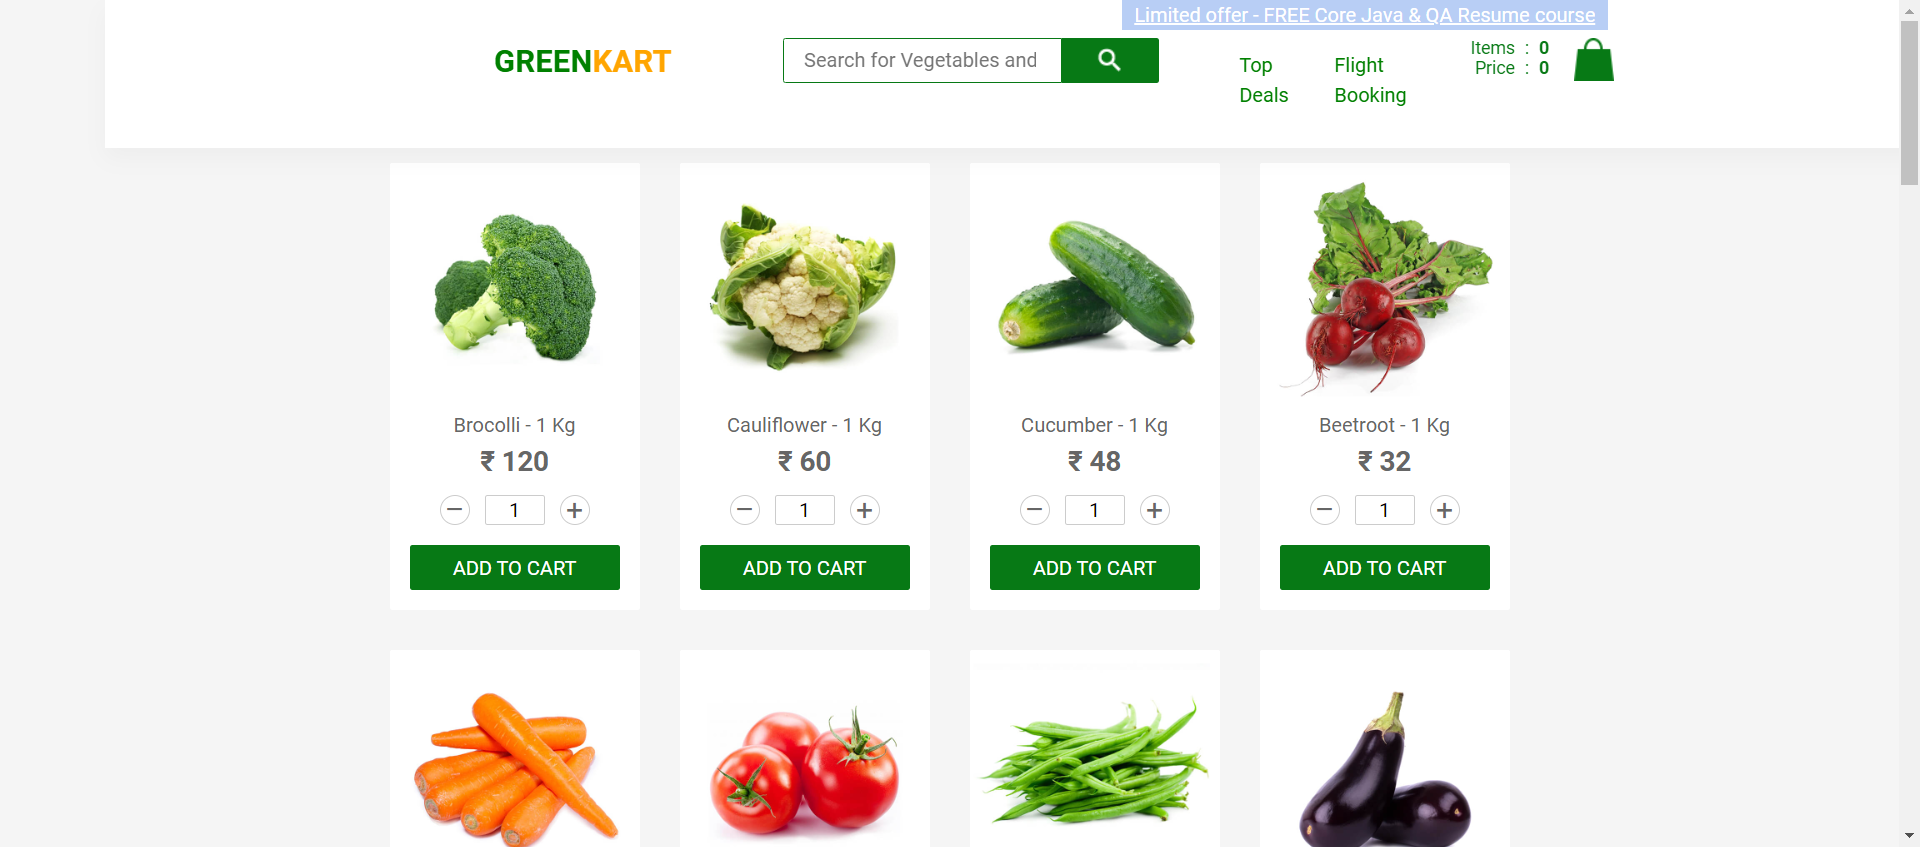 Limited offer - FREE Core Java & QA Resume course
GREENKART
Search for Vegetables and
Top Deals
Flight Booking
Items : 0
Price : 0
Brocolli - 1 Kg
₹ 120
− 1 +
ADD TO CART
Cauliflower - 1 Kg
₹ 60
− 1 +
ADD TO CART
Cucumber - 1 Kg
₹ 48
− 1 +
ADD TO CART
Beetroot - 1 Kg
₹ 32
− 1 +
ADD TO CART